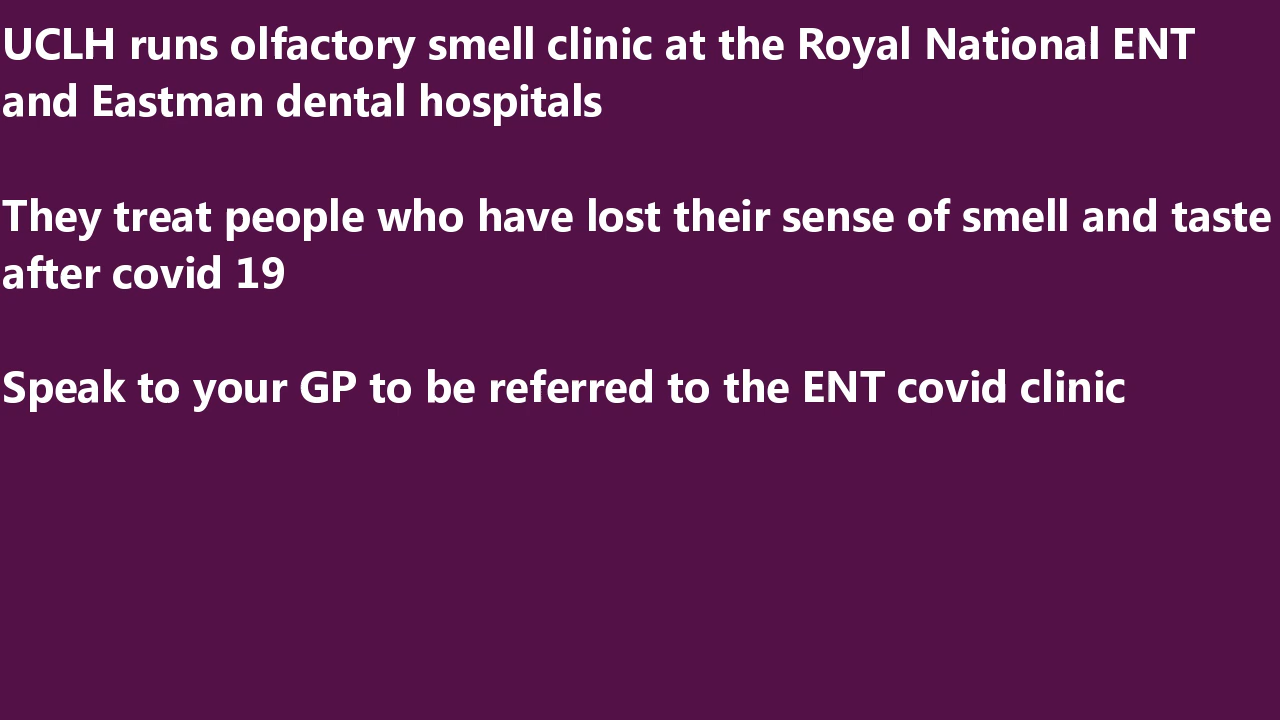 UCLH runs olfactory smell clinic at the Royal National ENT
and Eastman dental hospitals
They treat people who have lost their sense of smell and taste
after covid 19
Speak to your GP to be referred to the ENT covid clinic